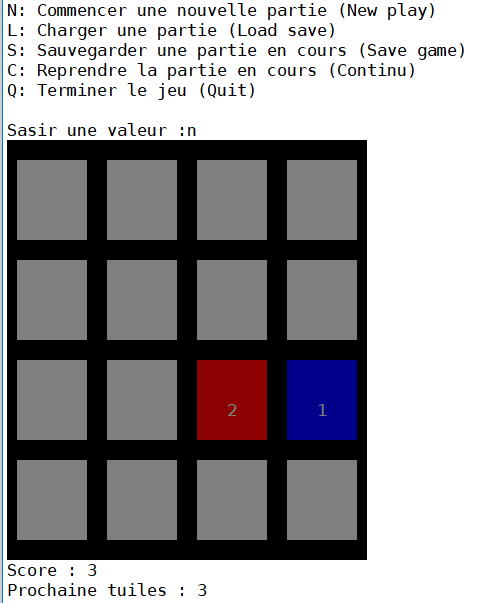 N: Commencer une nouvelle partie (New play)
L: Charger une partie (Load save)
S: Sauvegarder une partie en cours (Save game)
C: Reprendre la partie en cours (Continu)
Q: Terminer le jeu (Quit)
Sasir une valeur :n
2 1
Score : 3
Prochaine tuiles : 3